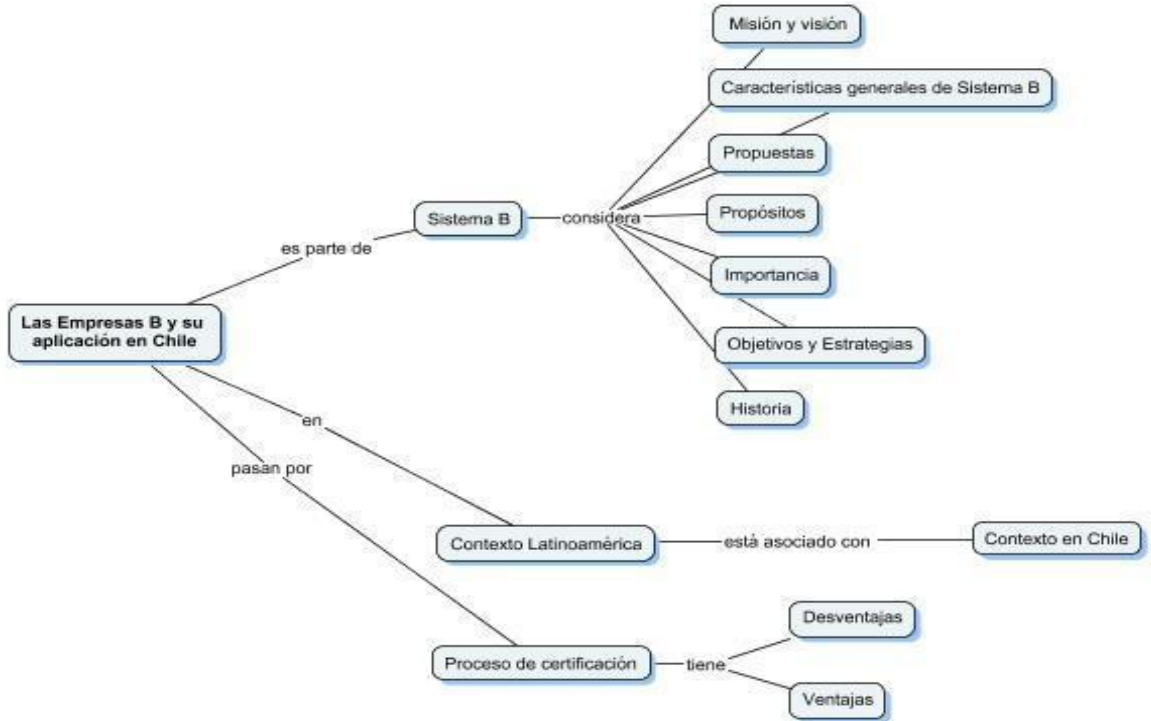 Misión y visión
Características generales de Sistema B
Propuestas
Sistema B
considera
Propósitos
es parte de
Importancia
Las Empresas B y su
aplicación en Chile
Objetivos y Estrategias
Historia
en
pasan por
Contexto Latinoamérica
está asociado con
Contexto en Chile
Desventajas
Proceso de certificación
tiene
Ventajas